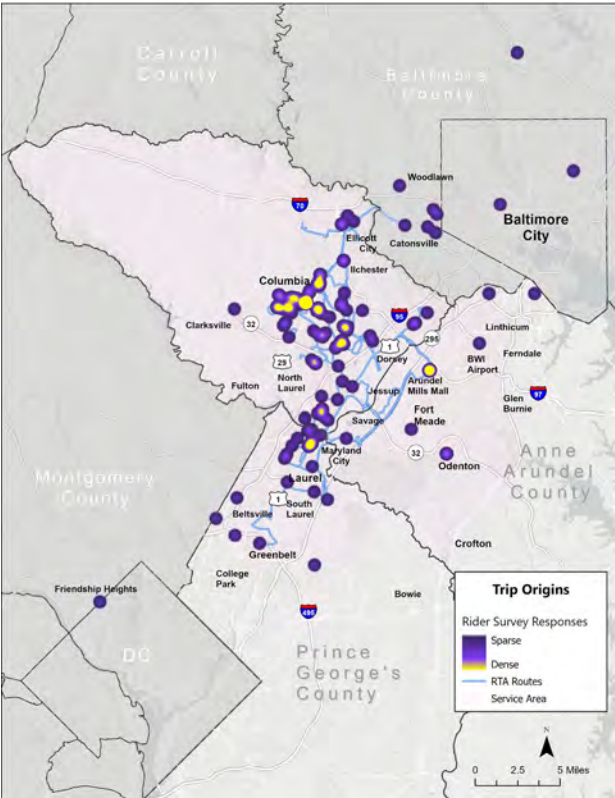 Carroll
County
Baltimore
County
Woodlawn
70
Baltimore
City
Ellicott
City
Catonsville
Ilchester
Columbia
95
Linthicum
Clarksville
32
295
1
Dorsey
BWI
Airport
Ferndale
29
Arundel
Mills Mall
North
Laurel
Fulton
Jessup
97
Glen
Burnie
Fort
Meade
Savage
Maryland
City
32
Odenton
Anne
Arundel
County
Montgomery
County
Laurel
1
South
Laurel
Beltsville
Greenbelt
Crofton
College
Park
Friendship Heights
Bowie
495
DC
Prince
George's
County
Trip Origins
Rider Survey Responses
Sparse
Dense
RTA Routes
Service Area
N
0 2.5 5 Miles